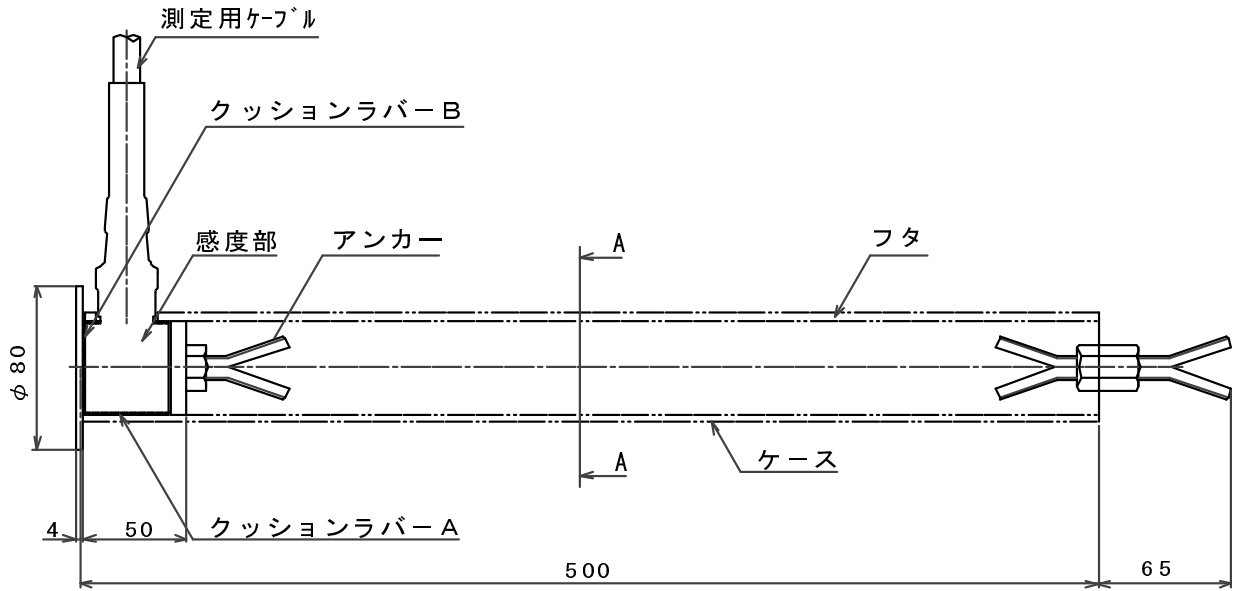 測定用ｹｰﾌﾞﾙ
クッションラバーB
感度部
アンカー
A
フタ
φ80
A
ケース
4
50
クッションラバーA
500
65